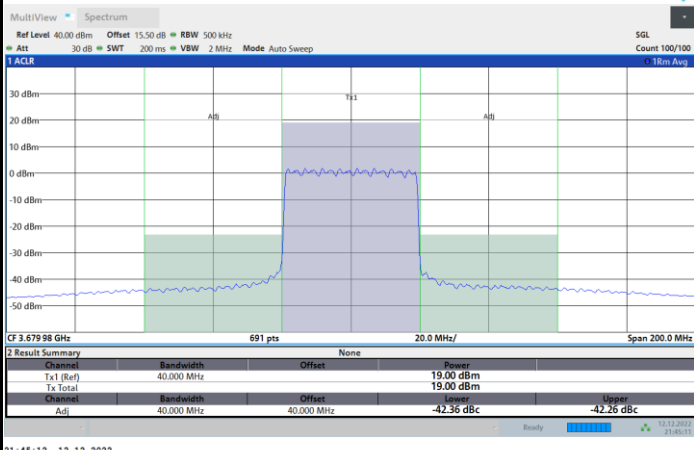 MultiView Spectrum
Ref Level 40.00 dBm Offset 15.50 dB RBW 500 kHz SGL
Att 30 dB SWT 200 ms VBW 2 MHz Mode Auto Sweep Count 100/100
1 ACLR 1Rm Avg
30 dBm
Tx1
20 dBm
Adj Adj
10 dBm
0 dBm
-10 dBm
-20 dBm
-30 dBm
-40 dBm
-50 dBm
CF 3.679 98 GHz 691 pts 20.0 MHz/ Span 200.0 MHz
2 Result Summary None
Channel Bandwidth Offset Power
Tx1 (Ref) 40.000 MHz 19.00 dBm
Tx Total 19.00 dBm
Channel Bandwidth Offset Lower Upper
Adj 40.000 MHz 40.000 MHz -42.36 dBc -42.26 dBc
Ready 12.12.2022
21:45:11